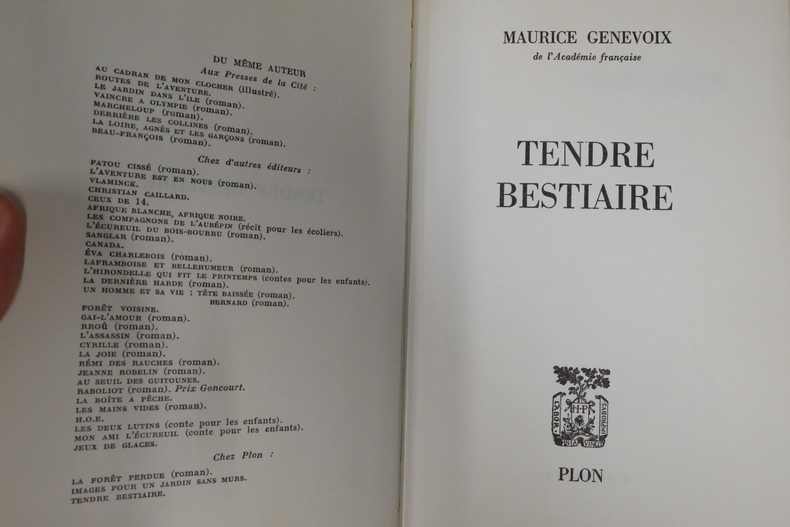 DU MÊME AUTEUR
Aux Presses de la Cité :
AU CADRAN DE MON CLOCHER (illustré).
ROUTES DE L'AVENTURE.
LE JARDIN DANS L'ILE (roman).
VAINCRE A OLYMPIE (roman).
MARCHELOUP (roman).
DERRIÈRE LES COLLINES (roman).
LA LOIRE, AGNÈS ET LES GARÇONS (roman).
BEAU-FRANÇOIS (roman).
Chez d'autres éditeurs :
FATOU CISSÉ (roman).
L'AVENTURE EST EN NOUS (roman).
VLAMINCK.
CHRISTIAN CAILLARD.
CEUX DE 14.
AFRIQUE BLANCHE, AFRIQUE NOIRE.
LES COMPAGNONS DE L'AUBÉPIN (récit pour les écoliers).
L'ÉCUREUIL DU BOIS-BOURRU (roman).
SANGLAR (roman).
CANADA.
ÉVA CHARLEBOIS (roman).
LAFRAMBOISE ET BELLEHUMEUR (roman).
L'HIRONDELLE QUI FIT LE PRINTEMPS (contes pour les enfants).
LA DERNIÈRE HARDE (roman).
UN HOMME ET SA VIE : TÊTE BAISSÉE (roman).
BERNARD (roman).
FORÊT VOISINE.
GAI-L'AMOUR (roman).
RROÛ (roman).
L'ASSASSIN (roman).
CYRILLE (roman).
LA JOIE (roman).
RÉMI DES RAUCHES (roman).
JEANNE ROBELIN (roman).
AU SEUIL DES GUITOUNES.
RABOLIOT (roman). Prix Goncourt.
LA BOÎTE A PÊCHE.
LES MAINS VIDES (roman).
H.O.E.
LES DEUX LUTINS (conte pour les enfants).
MON AMI L'ÉCUREUIL (conte pour les enfants).
JEUX DE GLACES.
Chez Plon :
LA FORÊT PERDUE (roman).
IMAGES POUR UN JARDIN SANS MURS.
TENDRE BESTIAIRE.
MAURICE GENEVOIX
de l'Académie française
TENDRE
BESTIAIRE
LABOR
H·P
IMPROBUS
OMNIA VINCIT
PLON